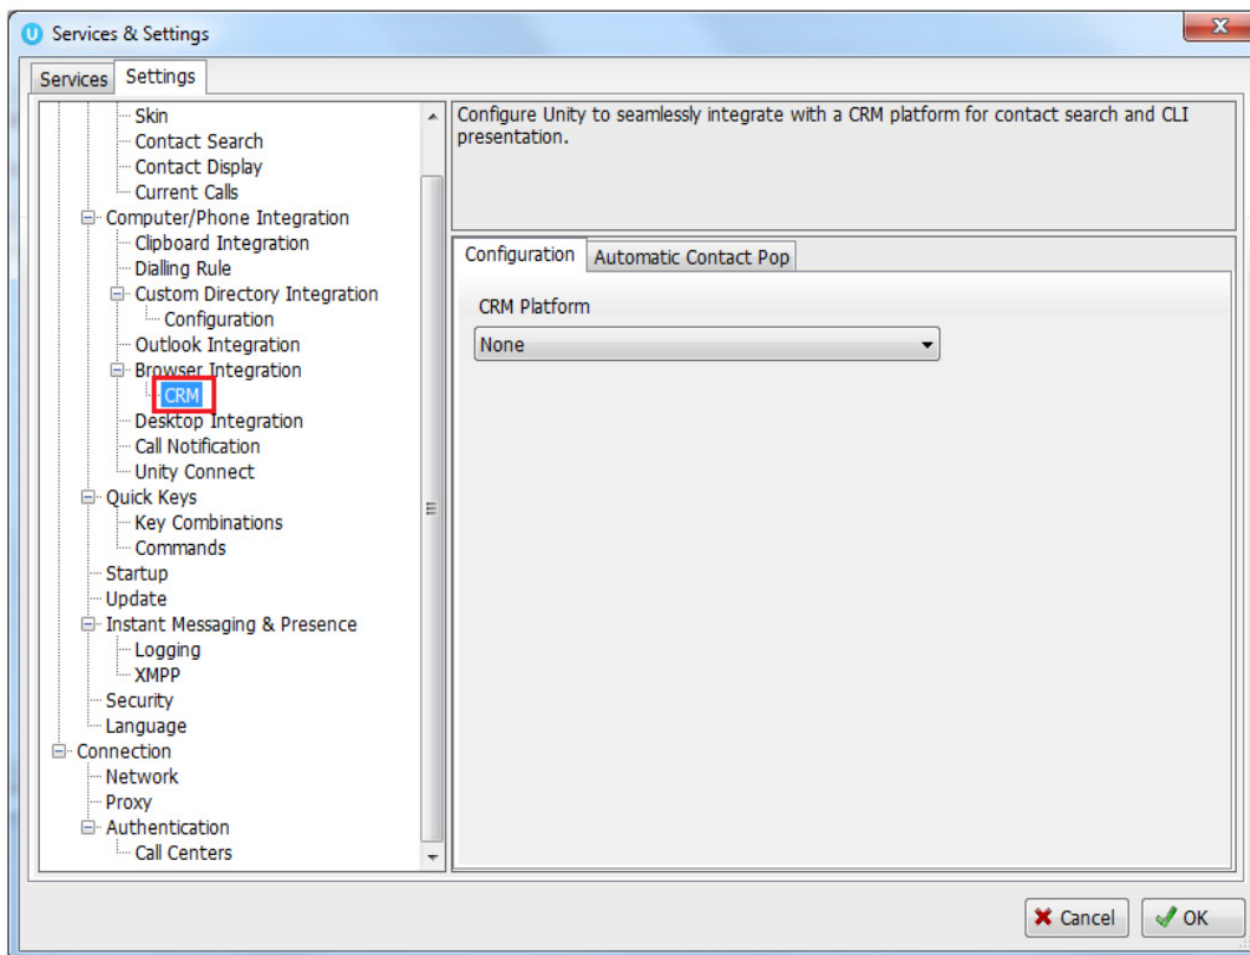 Services & Settings
Services
Settings
Skin
Contact Search
Contact Display
Current Calls
Computer/Phone Integration
Clipboard Integration
Dialling Rule
Custom Directory Integration
Configuration
Outlook Integration
Browser Integration
CRM
Desktop Integration
Call Notification
Unity Connect
Quick Keys
Key Combinations
Commands
Startup
Update
Instant Messaging & Presence
Logging
XMPP
Security
Language
Connection
Network
Proxy
Authentication
Call Centers
Configure Unity to seamlessly integrate with a CRM platform for contact search and CLI
presentation.
Configuration
Automatic Contact Pop
CRM Platform
None
Cancel
OK